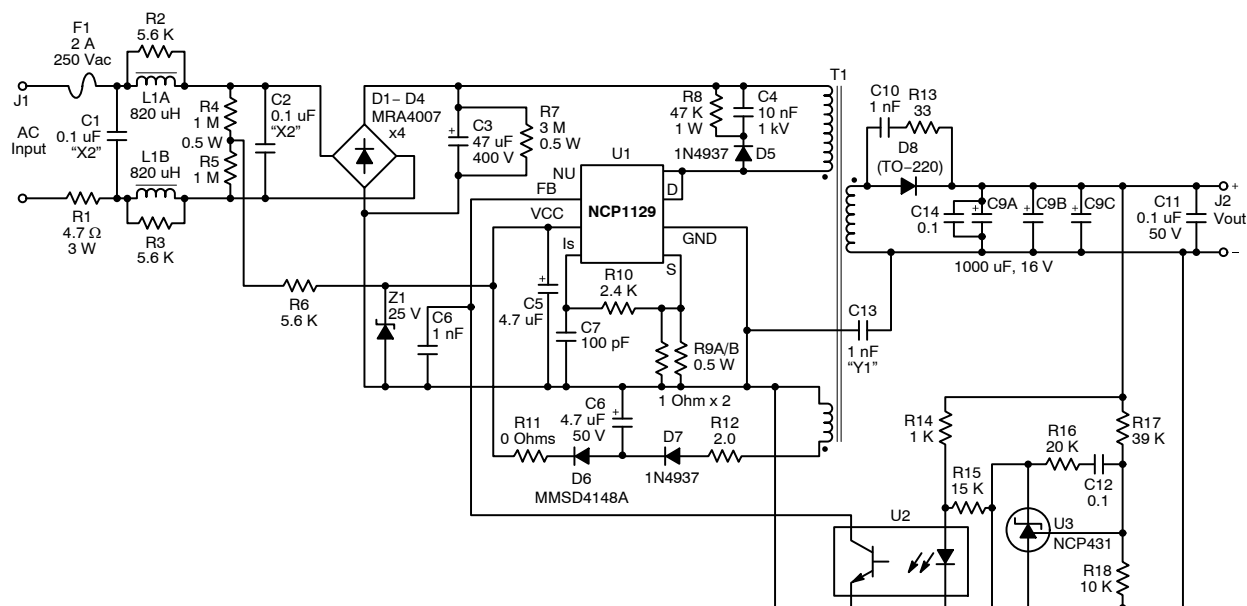 F1
2 A
250 Vac
R2
5.6 K
J1
AC
Input
C1
0.1 uF
“X2”
L1A
820 uH
R4
1 M
0.5 W
R5
1 M
C2
0.1 uF
“X2”
L1B
820 uH
R1
4.7 Ω
3 W
R3
5.6 K
D1– D4
MRA4007
x4
+
C3
47 uF
400 V
R7
3 M
0.5 W
R8
47 K
1 W
C4
10 nF
1 kV
1N4937
D5
T1
U1
NU
FB
D
VCC
NCP1129
Is
GND
S
C10
1 nF
R13
33
D8
(TO-220)
C14
0.1
+
C9A
+
C9B
+
C9C
1000 uF, 16 V
C11
0.1 uF
50 V
+
J2
Vout
–
R6
5.6 K
Z1
25 V
C6
1 nF
+
C5
4.7 uF
R10
2.4 K
C7
100 pF
R9A/B
0.5 W
1 Ohm x 2
C13
1 nF
“Y1”
R11
0 Ohms
C6
4.7 uF
50 V
+
D6
MMSD4148A
D7
1N4937
R12
2.0
R14
1 K
R15
15 K
R16
20 K
C12
0.1
R17
39 K
U2
U3
NCP431
R18
10 K